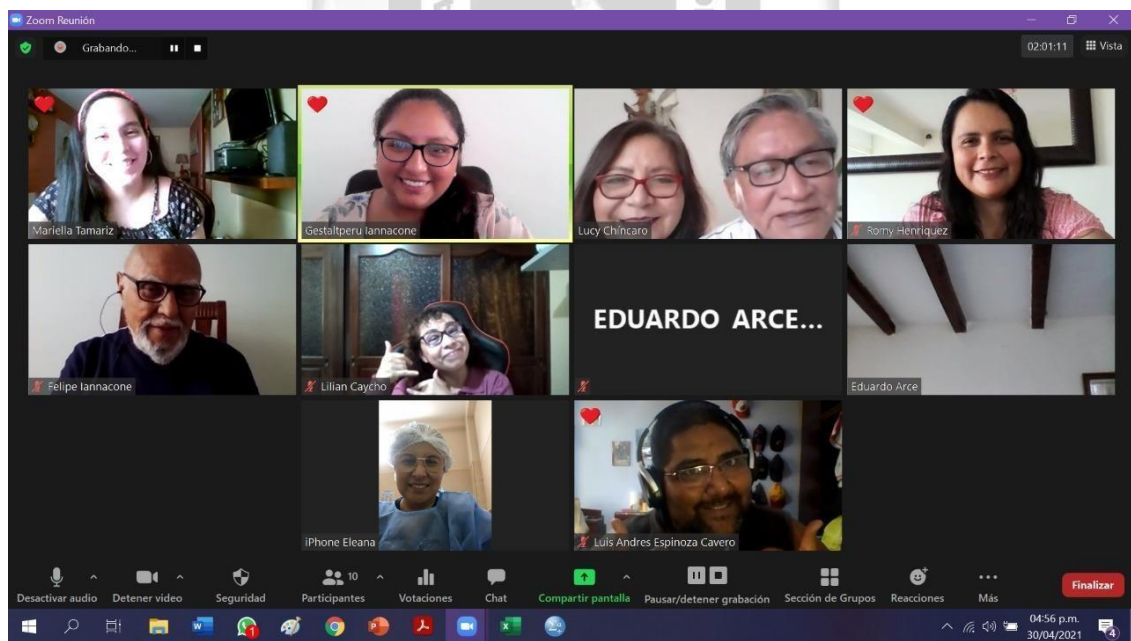 Zoom Reunión
Grabando...
02:01:11 Vista
Mariella Tamariz
Gestaltperu Iannacone
Lucy Chíncaro
Romy Henriquez
Felipe Iannacone
Lilian Caycho
EDUARDO ARCE...
Eduardo Arce
iPhone Eleana
Luis Andres Espinoza Cavero
Desactivar audio
Detener video
Seguridad
Participantes 10
Votaciones
Chat
Compartir pantalla
Pausar/detener grabación
Sección de Grupos
Reacciones
Más
Finalizar
04:56 p.m.
30/04/2021
4